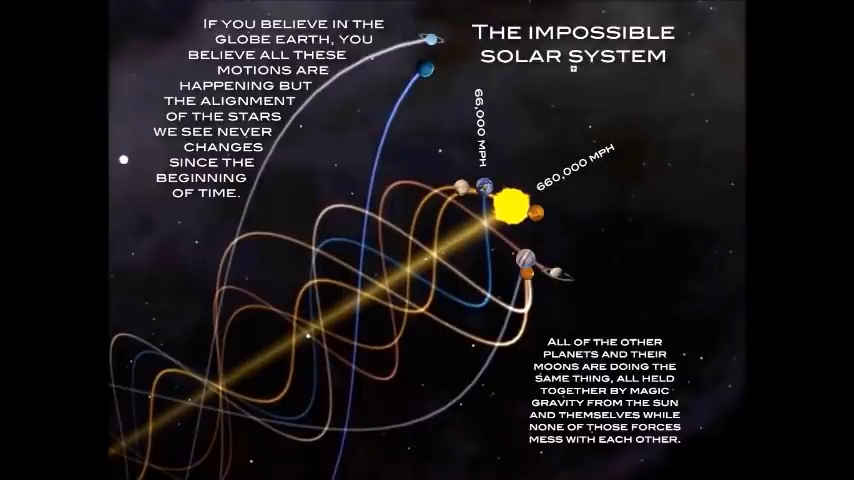 IF YOU BELIEVE IN THE
GLOBE EARTH, YOU
BELIEVE ALL THESE
MOTIONS ARE
HAPPENING BUT
THE ALIGNMENT
OF THE STARS
WE SEE NEVER
CHANGES
SINCE THE
BEGINNING
OF TIME.
THE IMPOSSIBLE
SOLAR SYSTEM
66,000 MPH
660,000 MPH
ALL OF THE OTHER
PLANETS AND THEIR
MOONS ARE DOING THE
SAME THING, ALL HELD
TOGETHER BY MAGIC
GRAVITY FROM THE SUN
AND THEMSELVES WHILE
NONE OF THOSE FORCES
MESS WITH EACH OTHER.